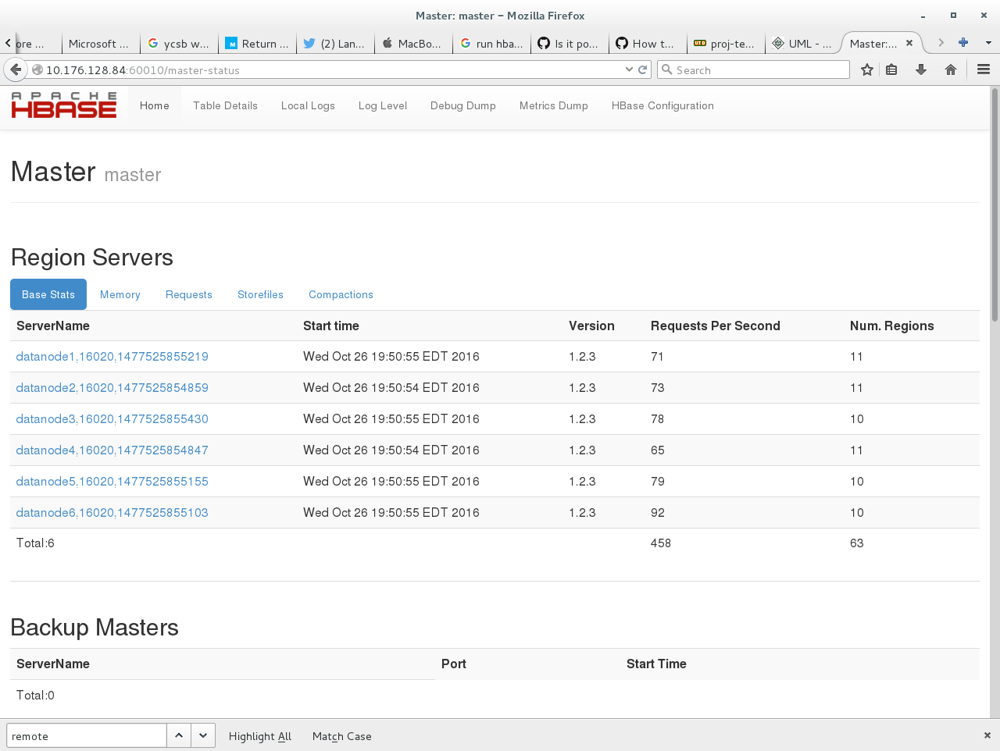 Master: master – Mozilla Firefox
ore ... Microsoft ... ycsb w... Return ... (2) Lan... MacBo... run hba... Is it po... How t... proj-te... UML - ... Master:...
10.176.128.84:60010/master-status Search
APACHE HBASE Home Table Details Local Logs Log Level Debug Dump Metrics Dump HBase Configuration
Master master
Region Servers
Base Stats Memory Requests Storefiles Compactions
ServerName Start time Version Requests Per Second Num. Regions
datanode1,16020,1477525855219 Wed Oct 26 19:50:55 EDT 2016 1.2.3 71 11
datanode2,16020,1477525854859 Wed Oct 26 19:50:54 EDT 2016 1.2.3 73 11
datanode3,16020,1477525855430 Wed Oct 26 19:50:55 EDT 2016 1.2.3 78 10
datanode4,16020,1477525854847 Wed Oct 26 19:50:54 EDT 2016 1.2.3 65 11
datanode5,16020,1477525855155 Wed Oct 26 19:50:55 EDT 2016 1.2.3 79 10
datanode6,16020,1477525855103 Wed Oct 26 19:50:55 EDT 2016 1.2.3 92 10
Total:6 458 63
Backup Masters
ServerName Port Start Time
Total:0
remote Highlight All Match Case